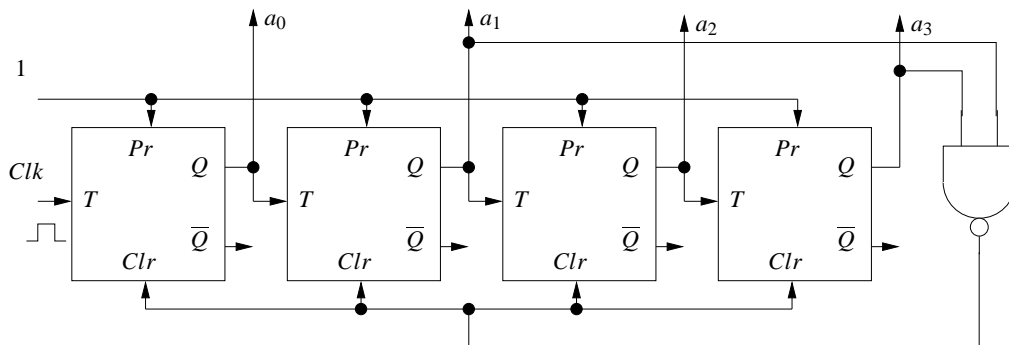 a₀ a₁ a₂ a₃
1
Pr Pr Pr Pr
Clk Q Q Q Q
T T T T
Q̅ Q̅ Q̅ Q̅
Clr Clr Clr Clr